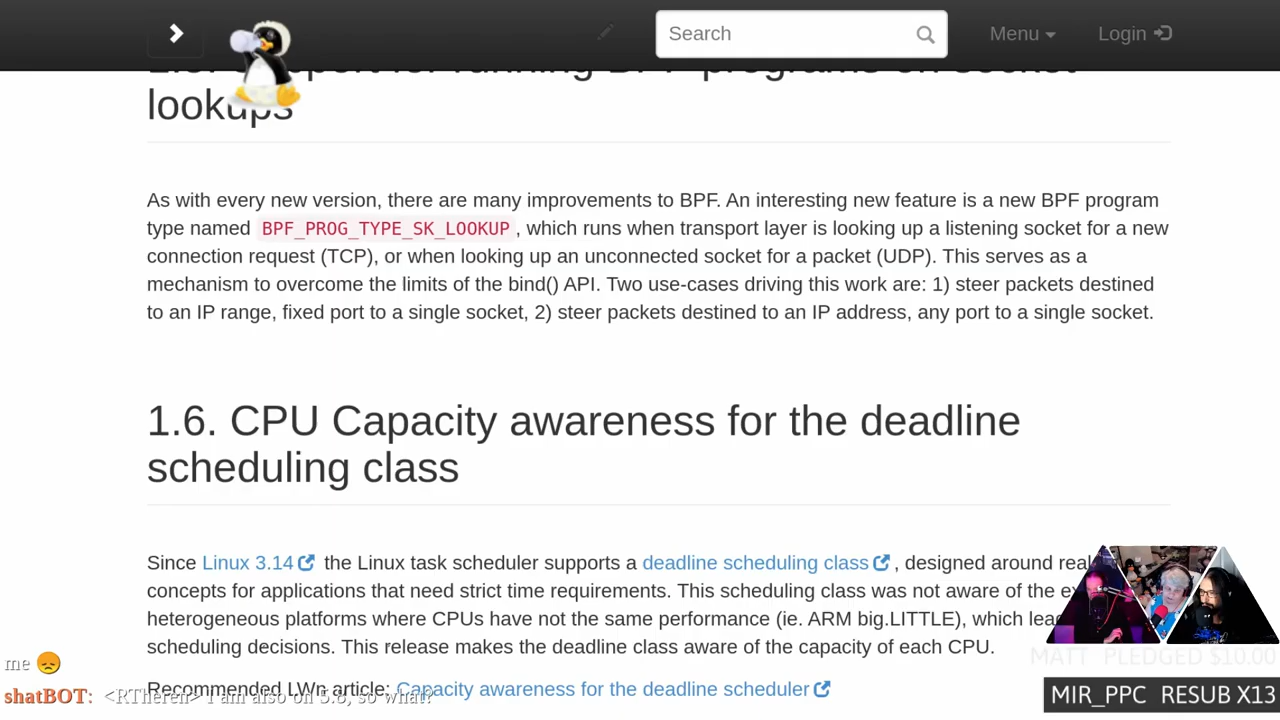 Search
Menu
Login
lookups
As with every new version, there are many improvements to BPF. An interesting new feature is a new BPF program
type named BPF_PROG_TYPE_SK_LOOKUP, which runs when transport layer is looking up a listening socket for a new
connection request (TCP), or when looking up an unconnected socket for a packet (UDP). This serves as a
mechanism to overcome the limits of the bind() API. Two use-cases driving this work are: 1) steer packets destined
to an IP range, fixed port to a single socket, 2) steer packets destined to an IP address, any port to a single socket.
1.6. CPU Capacity awareness for the deadline
scheduling class
Since Linux 3.14 the Linux task scheduler supports a deadline scheduling class, designed around
concepts for applications that need strict time requirements. This scheduling class was not aware of the
heterogeneous platforms where CPUs have not the same performance (ie. ARM big.LITTLE), which
scheduling decisions. This release makes the deadline class aware of the capacity of each CPU.
MATT PLEDGED $10.00
me 😞
Recommended LWn article: Capacity awareness for the deadline scheduler
shatBOT: <RTheren> I am also on 5.8, so what?
MIR_PPC RESUB X13